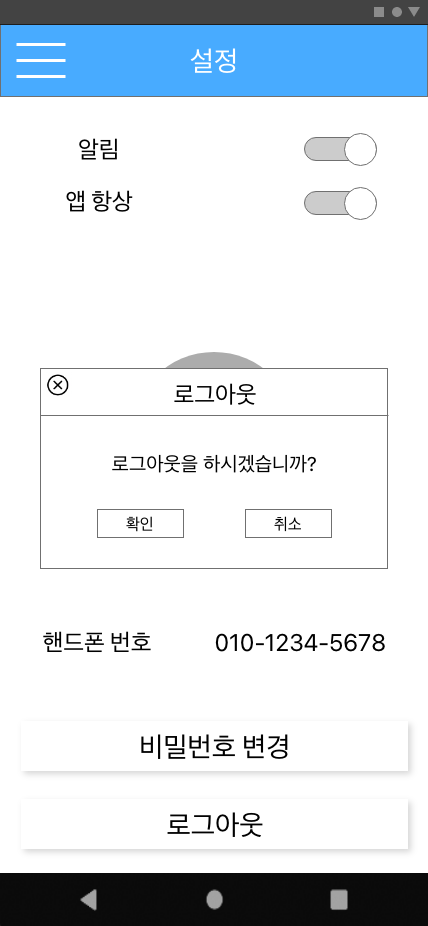 설정
알림
앱 항상
로그아웃
로그아웃을 하시겠습니까?
확인 취소
핸드폰 번호 010-1234-5678
비밀번호 변경
로그아웃